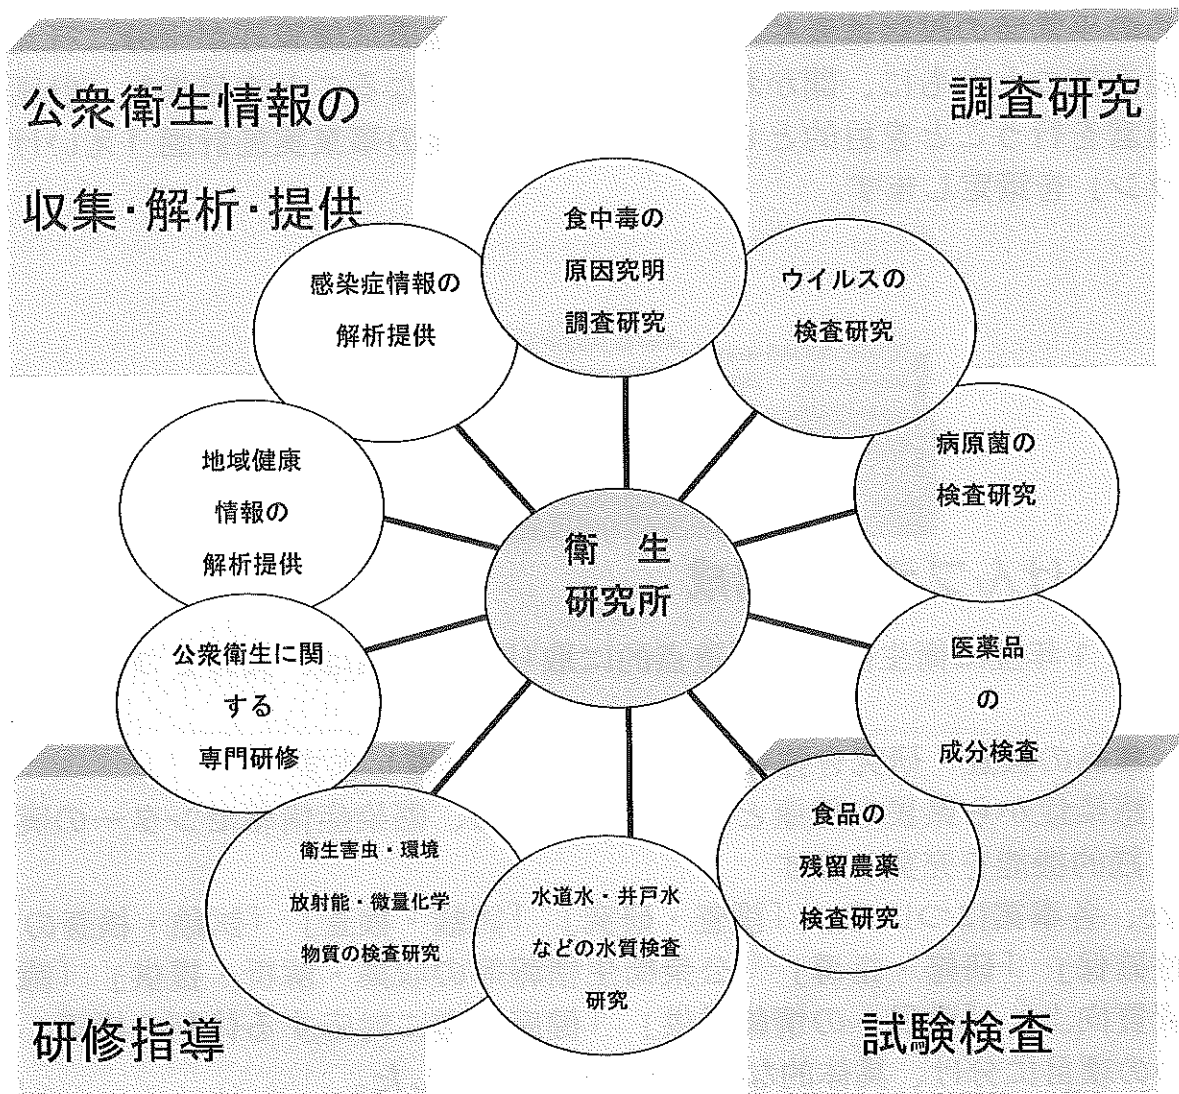 公衆衛生情報の
収集・解析・提供
調査研究
食中毒の
原因究明
調査研究
ウイルスの
検査研究
病原菌の
検査研究
医薬品
の
成分検査
食品の
残留農薬
検査研究
水道水・井戸水
などの水質検査
研究
衛生害虫・環境
放射能・微量化学
物質の検査研究
公衆衛生に関
する
専門研修
地域健康
情報の
解析提供
感染症情報の
解析提供
衛　生
研究所
研修指導
試験検査